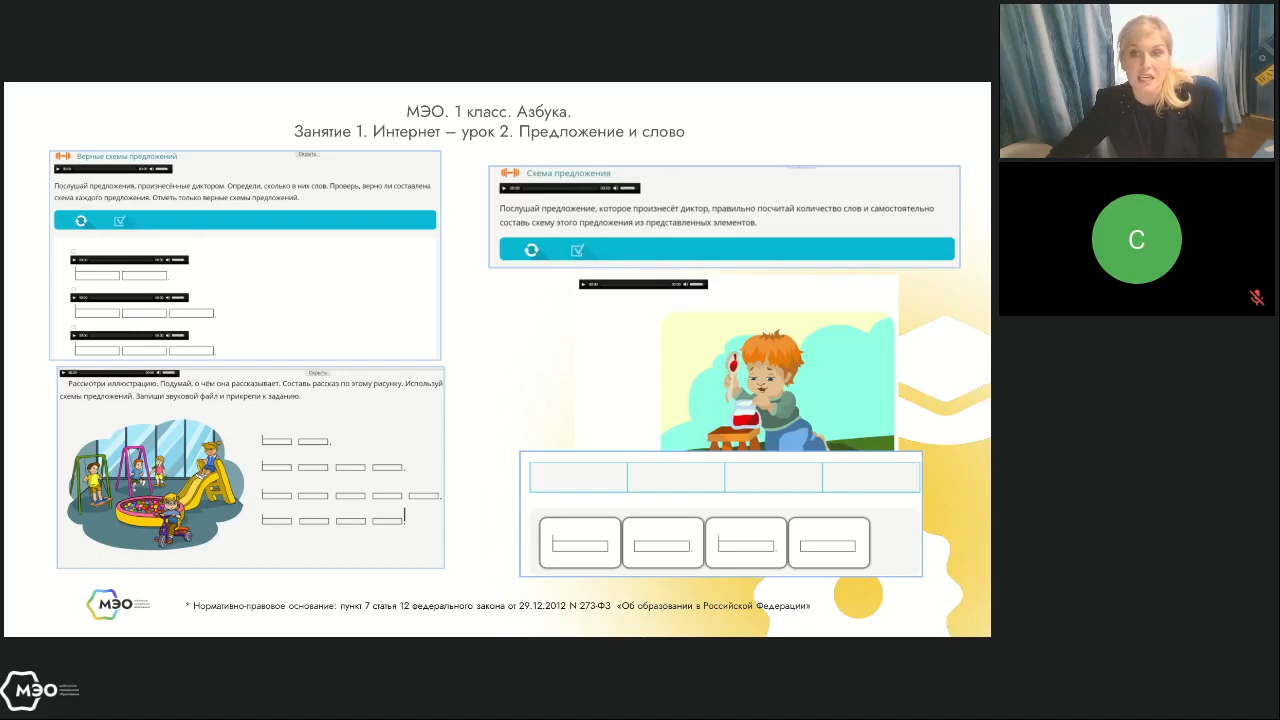 МЭО. 1 класс. Азбука.
Занятие 1. Интернет – урок 2. Предложение и слово
Верные схемы предложений
Скрыть
Послушай предложения, произнесённые диктором. Определи, сколько в них слов. Проверь, верно ли составлена
схема каждого предложения. Отметь только верные схемы предложений.
Скрыть
Рассмотри иллюстрацию. Подумай, о чём она рассказывает. Составь рассказ по этому рисунку. Используй
схемы предложений. Запиши звуковой файл и прикрепи к заданию.
Схема предложения
Послушай предложение, которое произнесёт диктор, правильно посчитай количество слов и самостоятельно
составь схему этого предложения из представленных элементов.
МЭО
* Нормативно-правовое основание: пункт 7 статья 12 федерального закона от 29.12.2012 N 273-ФЗ «Об образовании в Российской Федерации»
С
МЭО